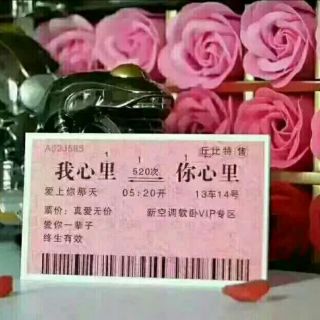 A023585 丘比特售
我心里 520次 你心里
爱上你那天 05:20开 13车14号
票价：真爱无价 新空调软卧VIP专区
爱你一辈子
终生有效